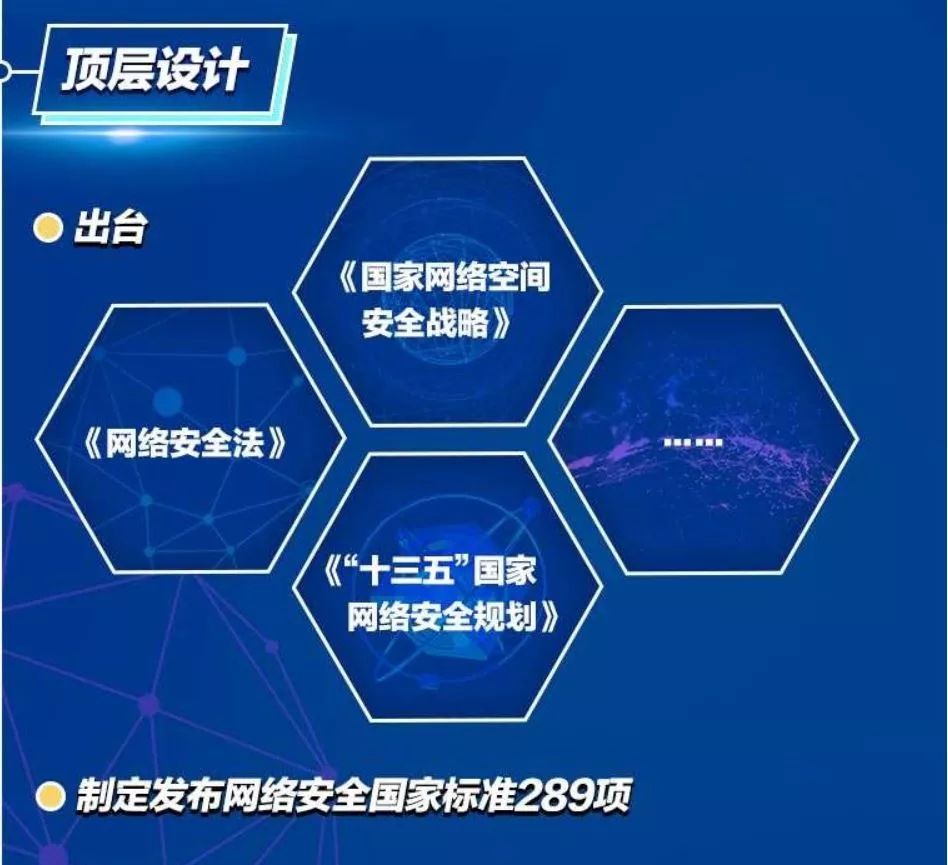 顶层设计
出台
《国家网络空间
安全战略》
《网络安全法》
……
《“十三五”国家
网络安全规划》
制定发布网络安全国家标准289项